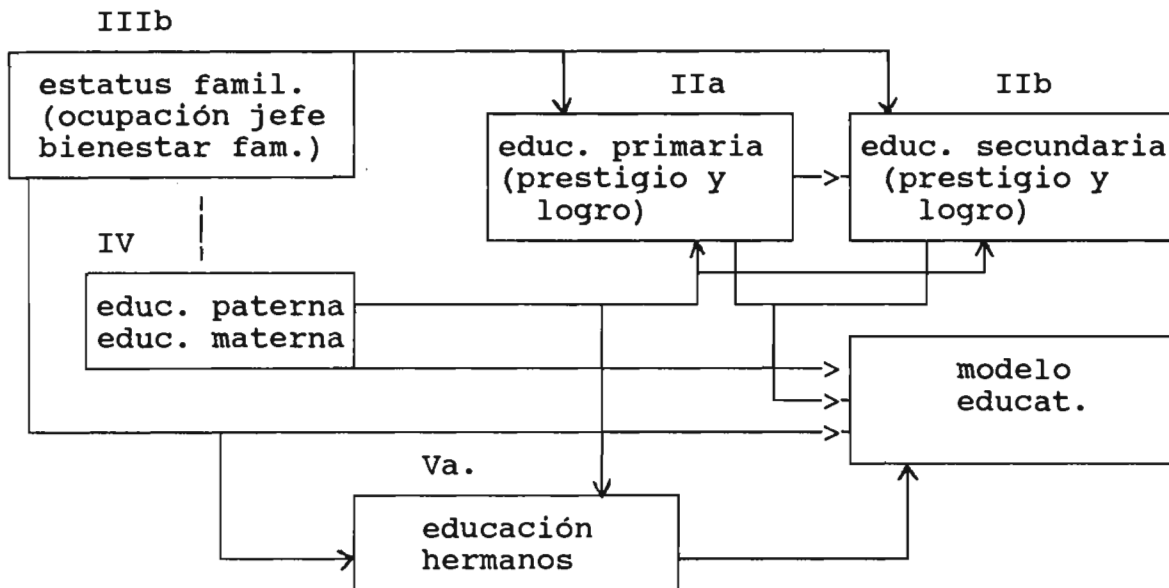 IIIb
estatus famil.
(ocupación jefe
bienestar fam.)
IIa
educ. primaria
(prestigio y
logro)
IIb
educ. secundaria
(prestigio y
logro)
IV
educ. paterna
educ. materna
modelo
educat.
Va.
educación
hermanos